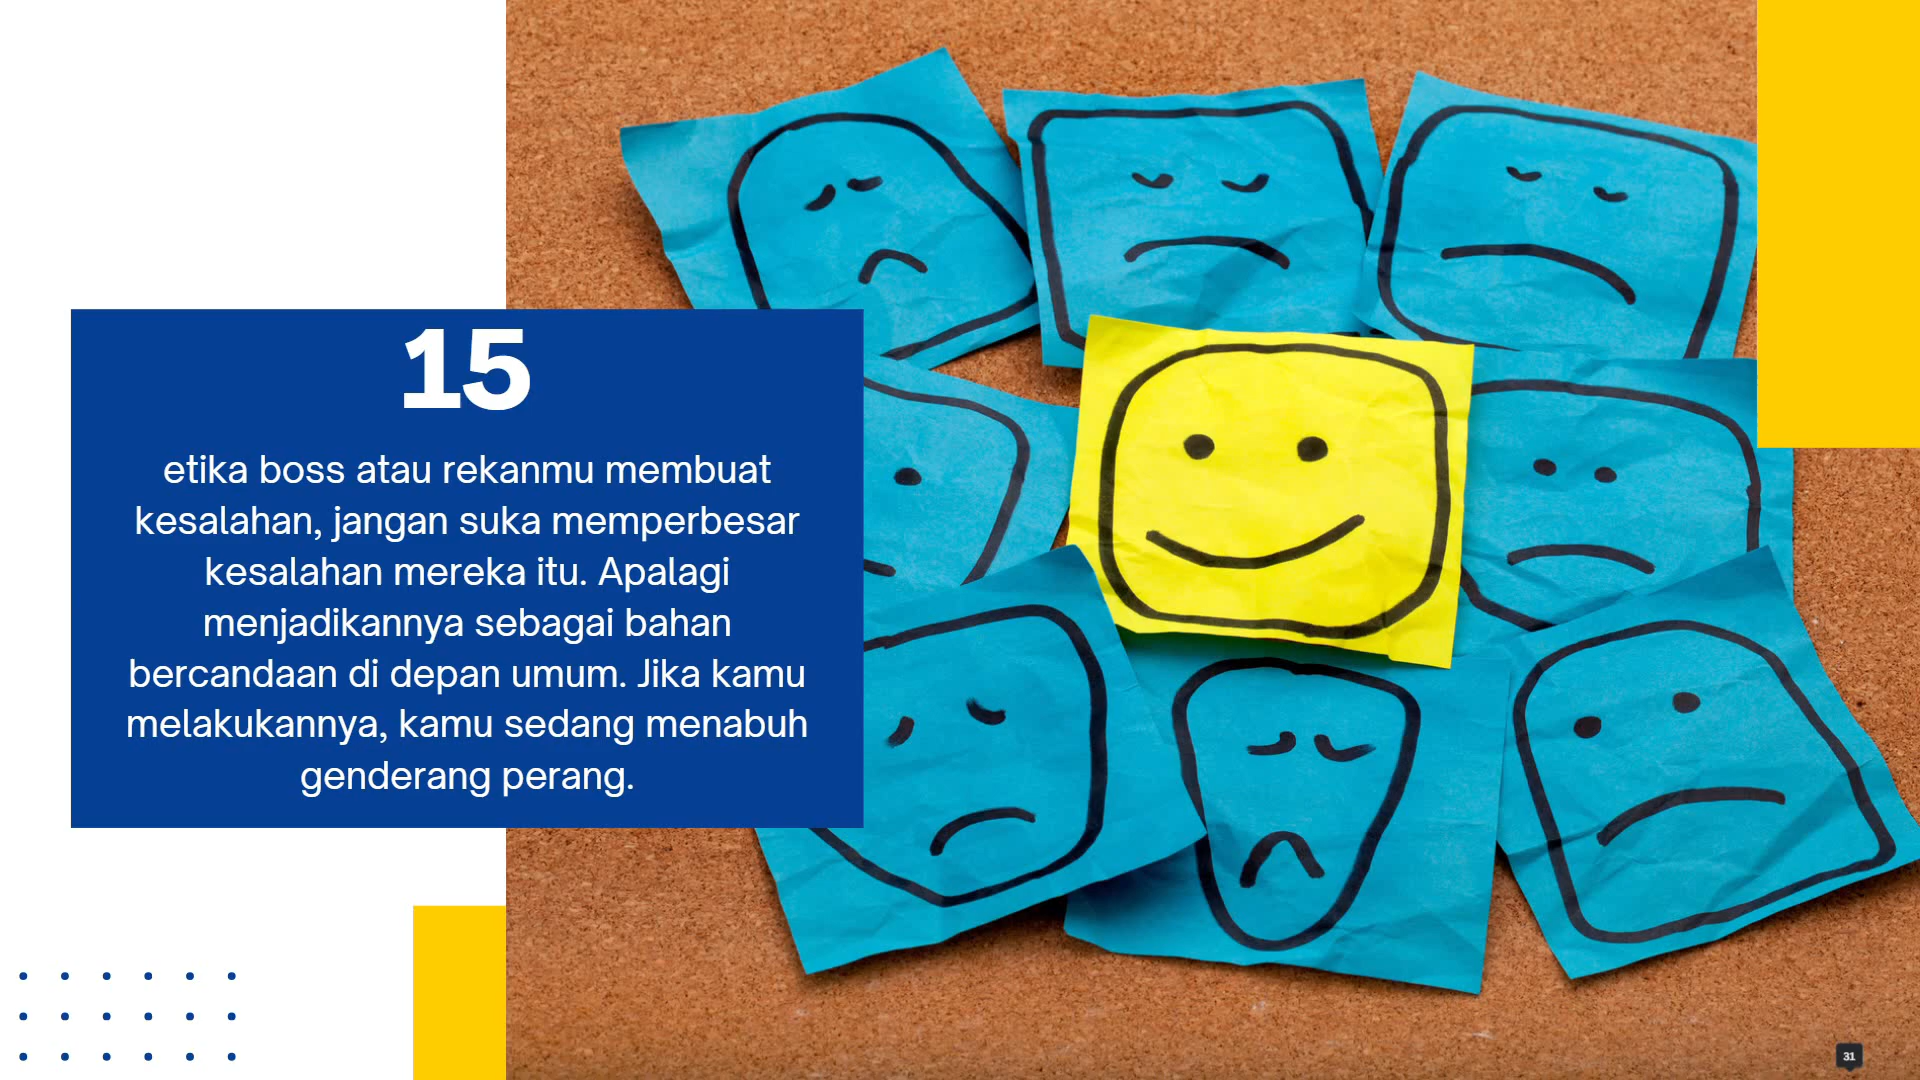 15
etika boss atau rekanmu membuat
kesalahan, jangan suka memperbesar
kesalahan mereka itu. Apalagi
menjadikannya sebagai bahan
bercandaan di depan umum. Jika kamu
melakukannya, kamu sedang menabuh
genderang perang.
31